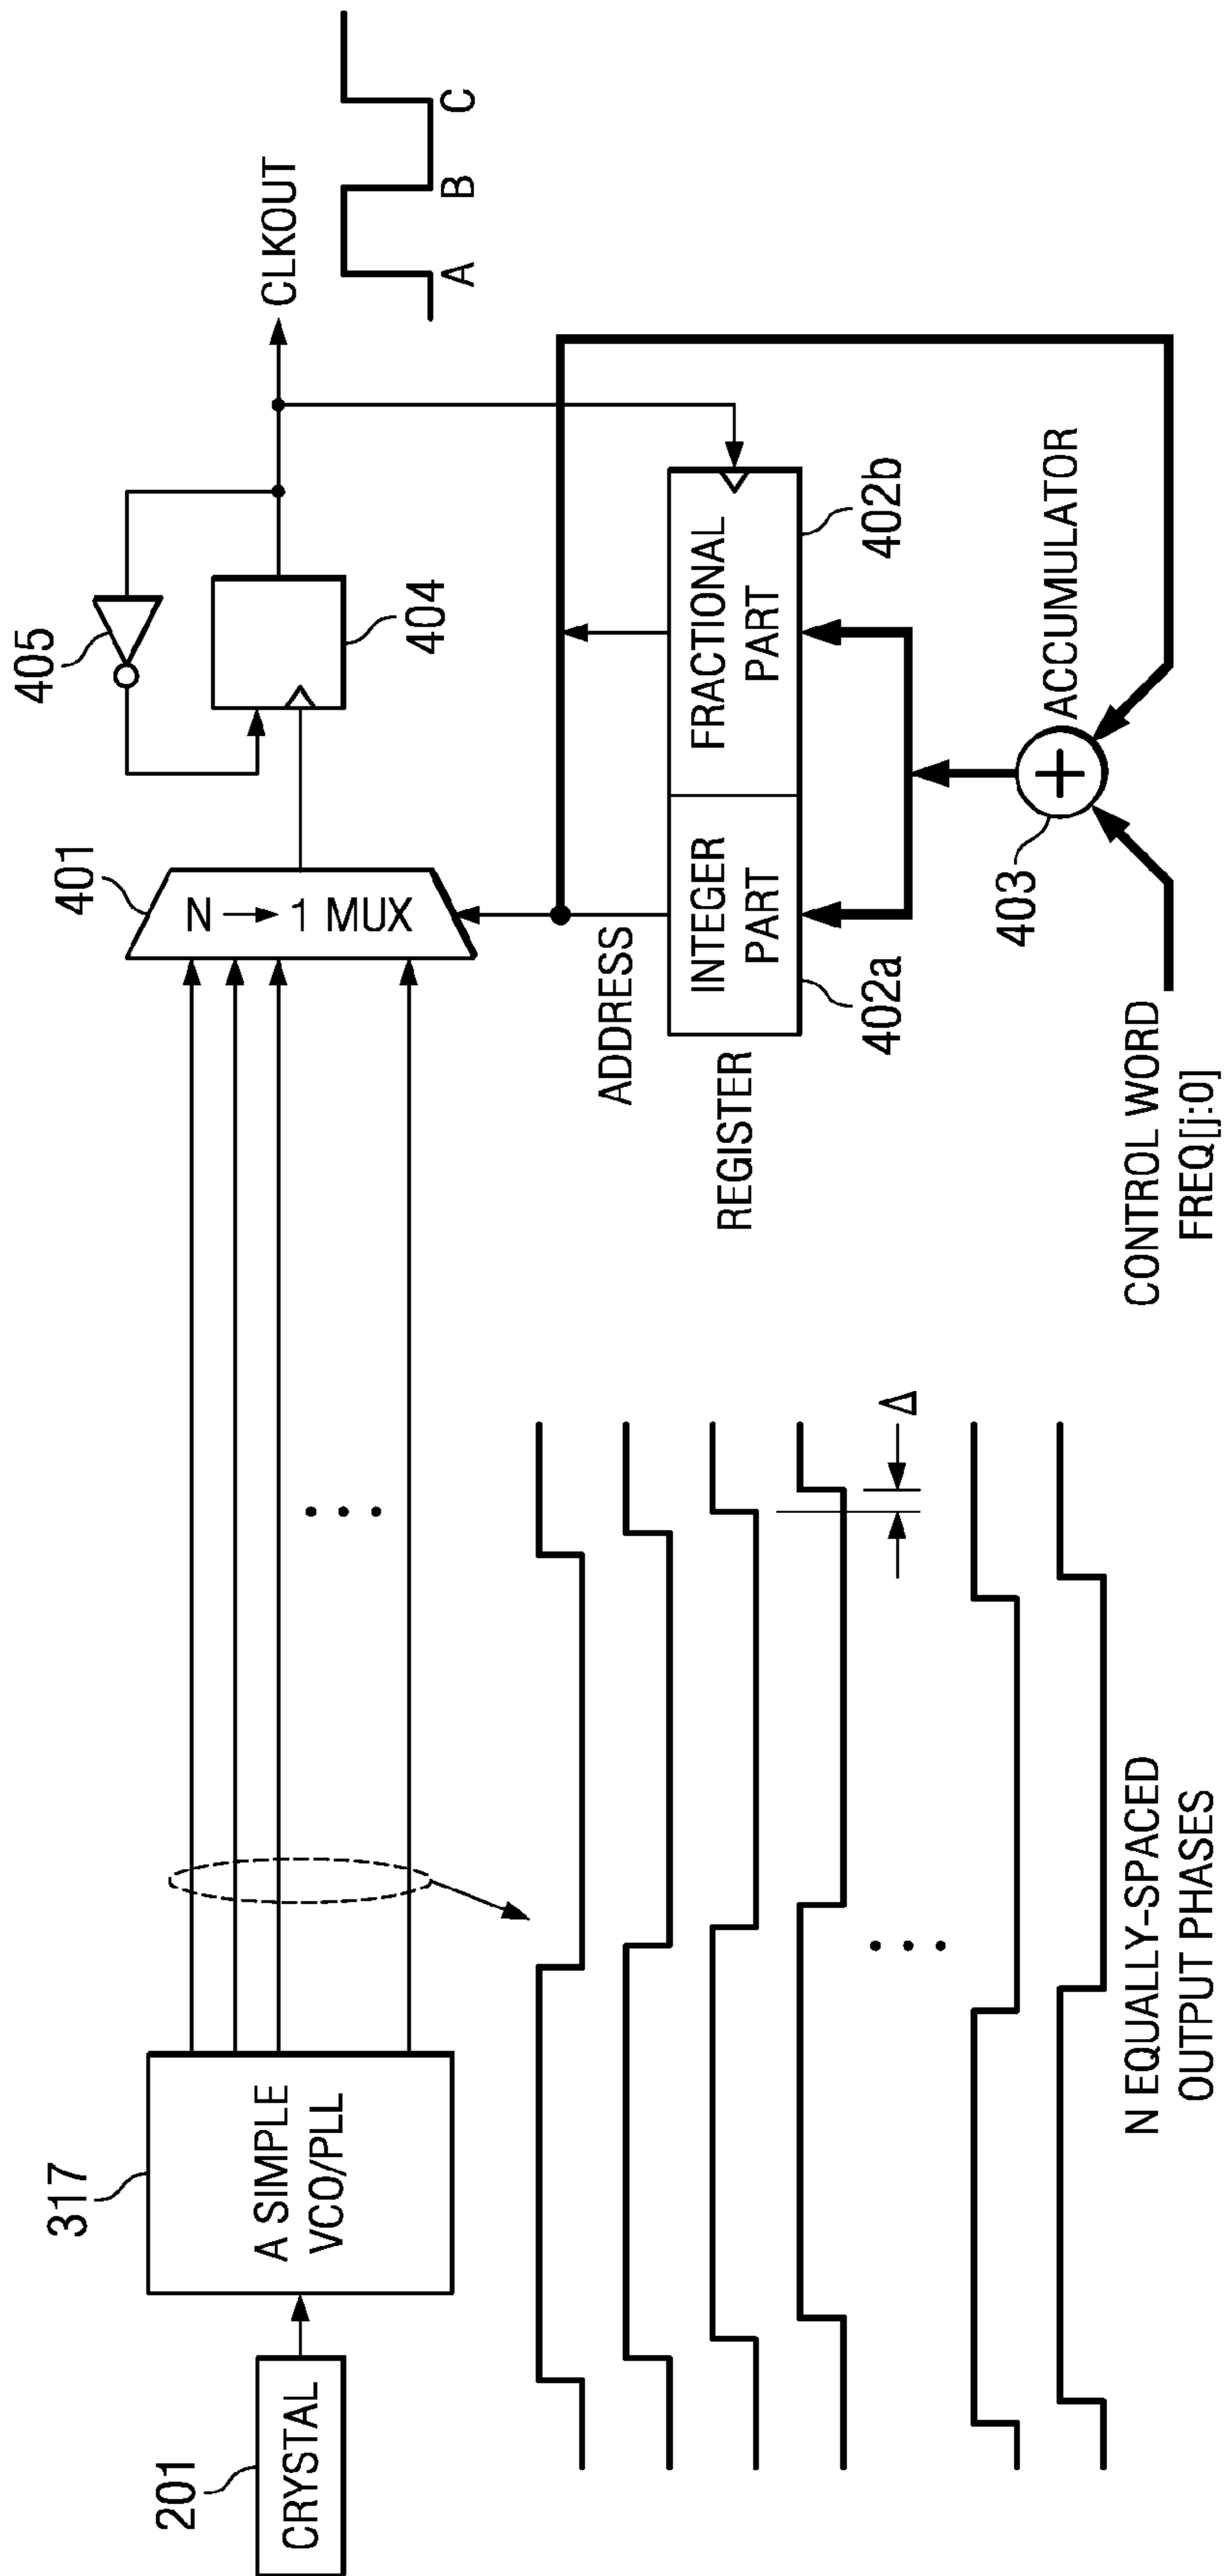 201
CRYSTAL
317
A SIMPLE
VCO/PLL
401
N → 1 MUX
405
404
CLKOUT
A
B
C
ADDRESS
REGISTER
INTEGER
PART
FRACTIONAL
PART
402a
402b
403
ACCUMULATOR
CONTROL WORD
FREQ[j:0]
Δ
N EQUALLY-SPACED
OUTPUT PHASES